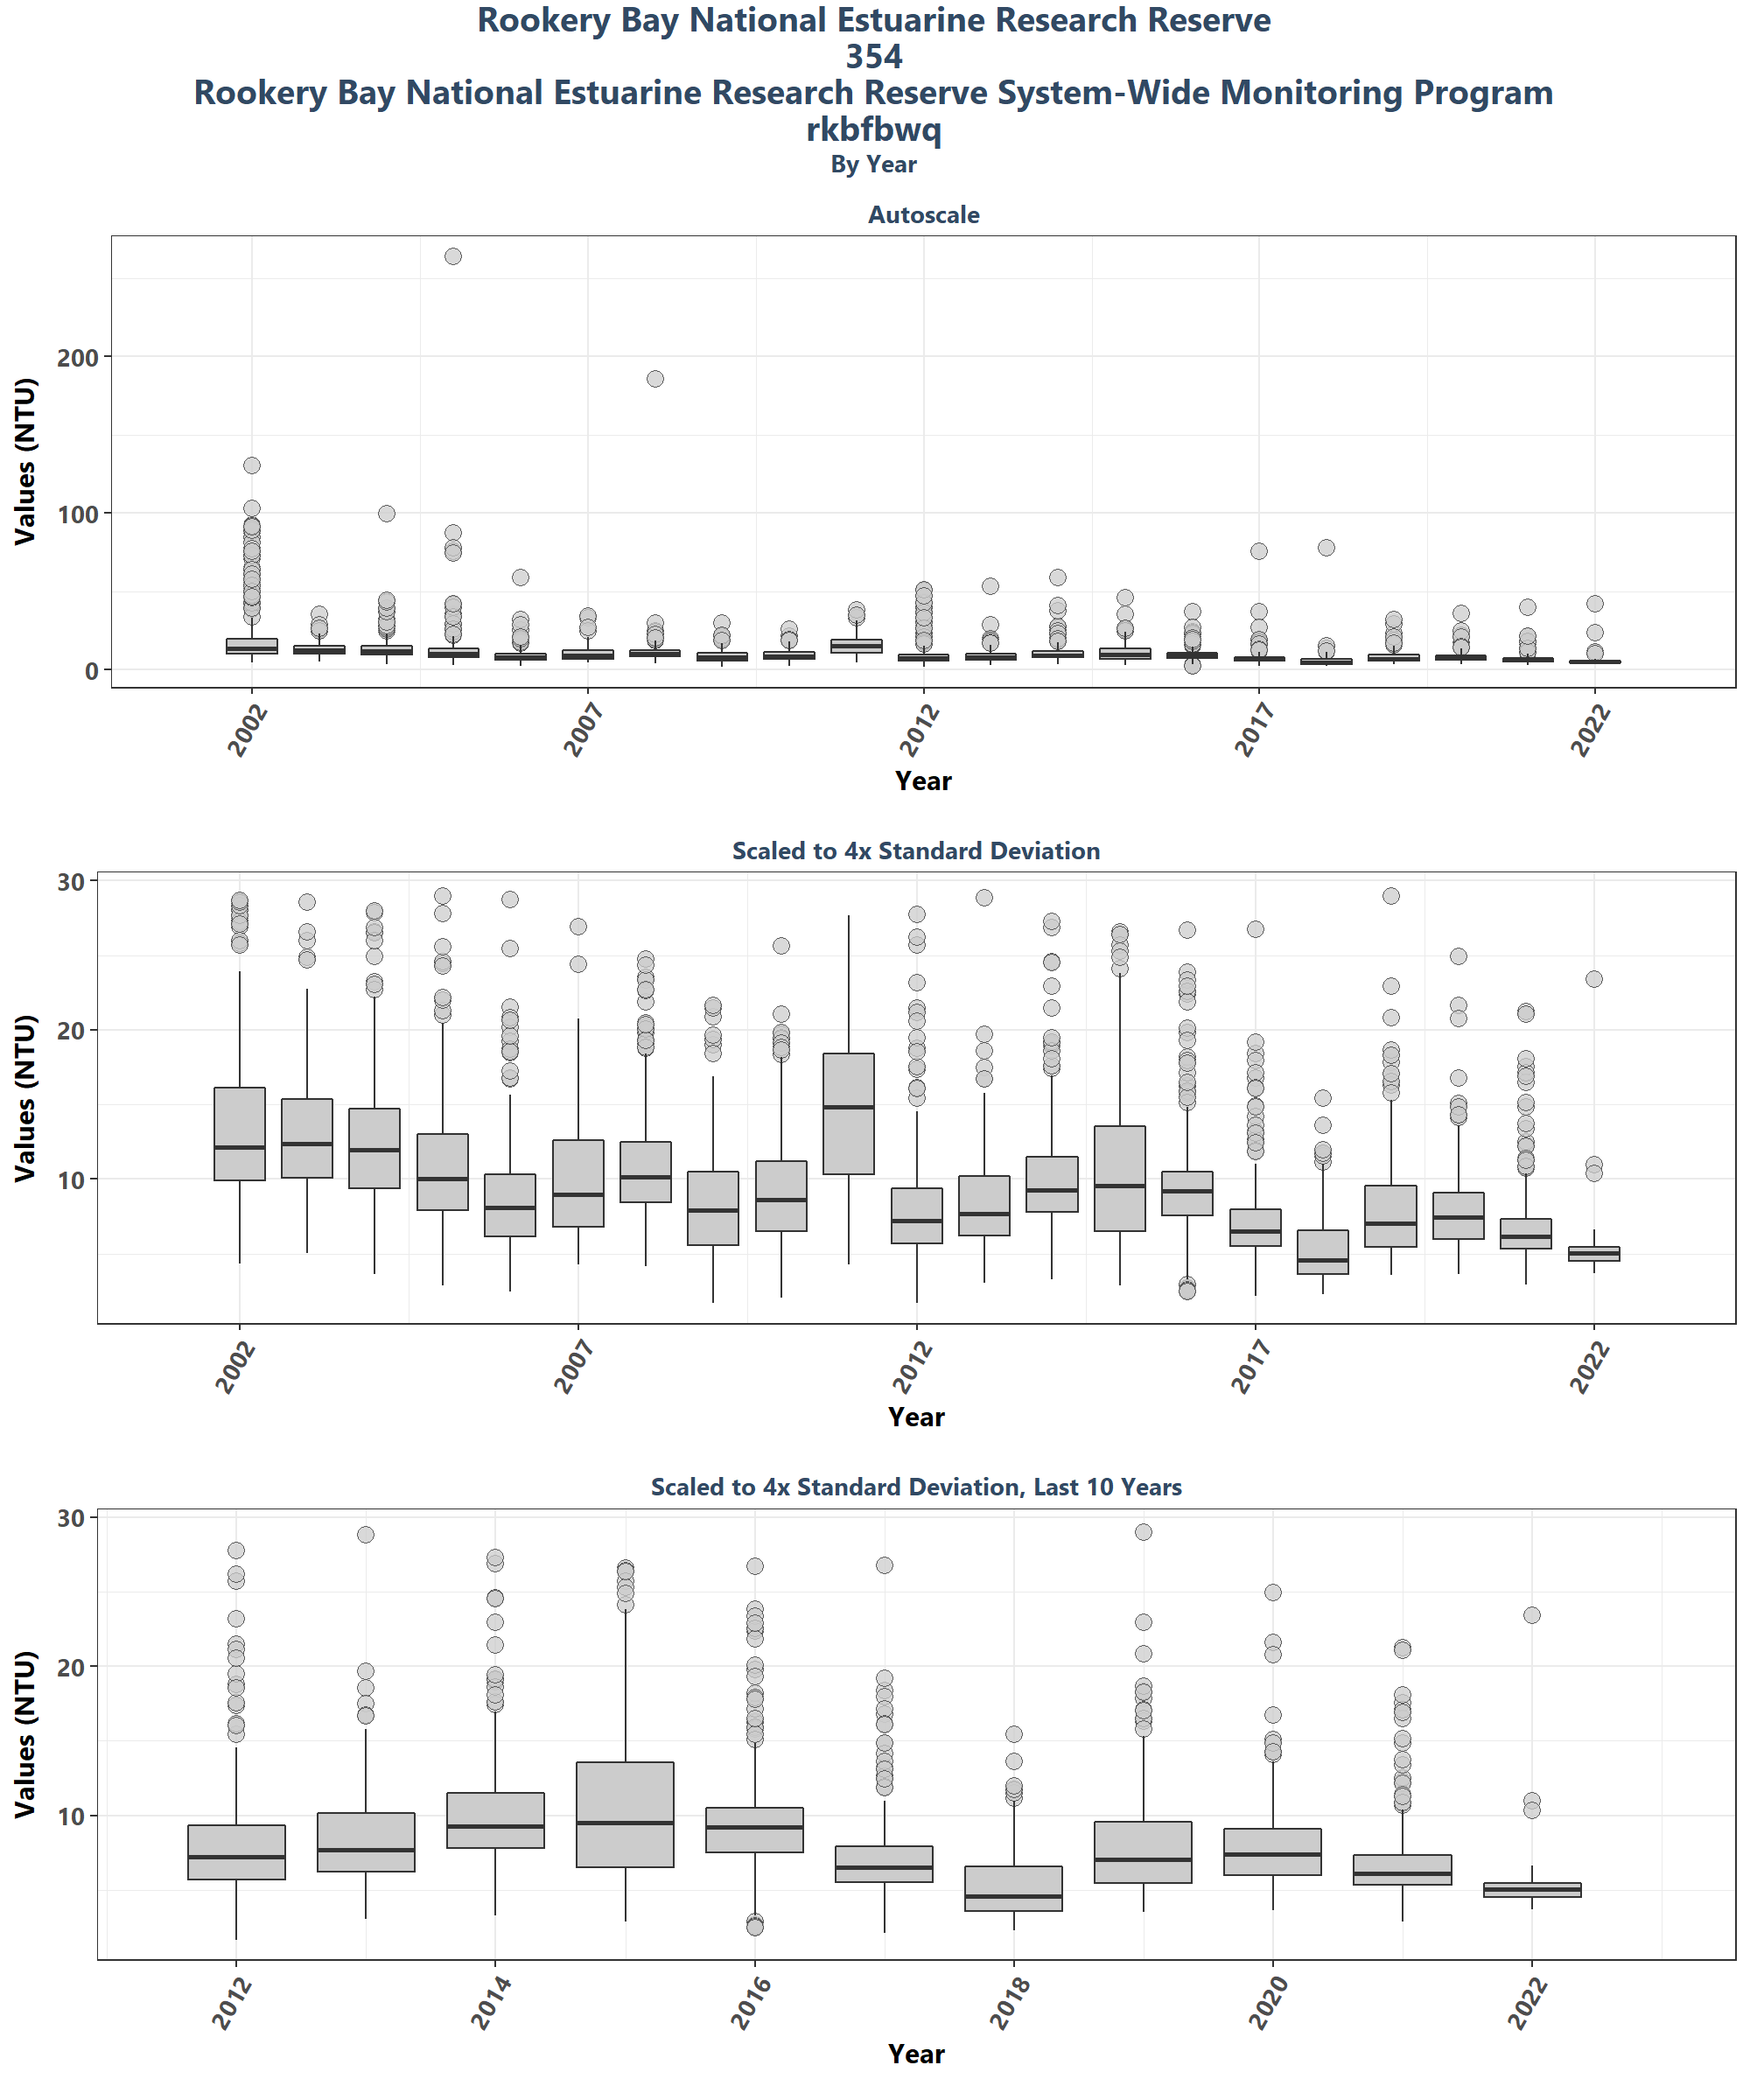 Rookery Bay National Estuarine Research Reserve
354
Rookery Bay National Estuarine Research Reserve System-Wide Monitoring Program
rkbfbwq
By Year
Autoscale
Values (NTU)
200
100
0
2002
2007
2012
2017
2022
Year
Scaled to 4x Standard Deviation
Values (NTU)
30
20
10
2002
2007
2012
2017
2022
Year
Scaled to 4x Standard Deviation, Last 10 Years
Values (NTU)
30
20
10
2012
2014
2016
2018
2020
2022
Year